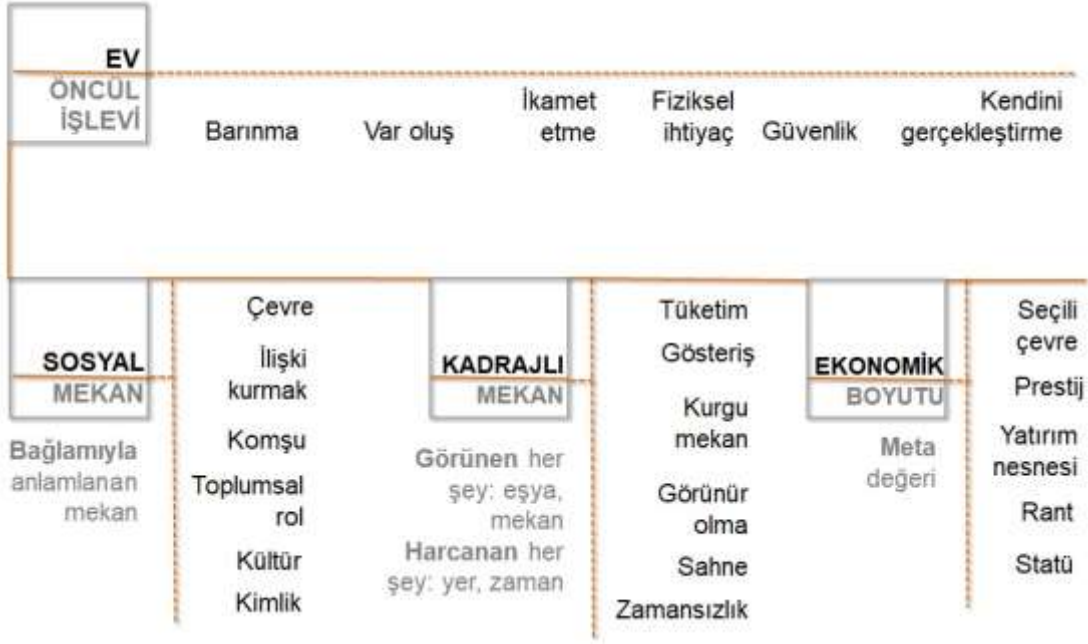 EV
ÖNCÜL
İŞLEVİ
Barınma
Var oluş
İkamet
etme
Fiziksel
ihtiyaç
Güvenlik
Kendini
gerçekleştirme
SOSYAL
MEKAN
Bağlamıyla
anlamlanan
mekan
Çevre
İlişki
kurmak
Komşu
Toplumsal
rol
Kültür
Kimlik
KADRAJLI
MEKAN
Görünen her
şey: eşya,
mekan
Harcanan her
şey: yer, zaman
Tüketim
Gösteriş
Kurgu
mekan
Görünür
olma
Sahne
Zamansızlık
EKONOMİK
BOYUTU
Meta
değeri
Seçili
çevre
Prestij
Yatırım
nesnesi
Rant
Statü